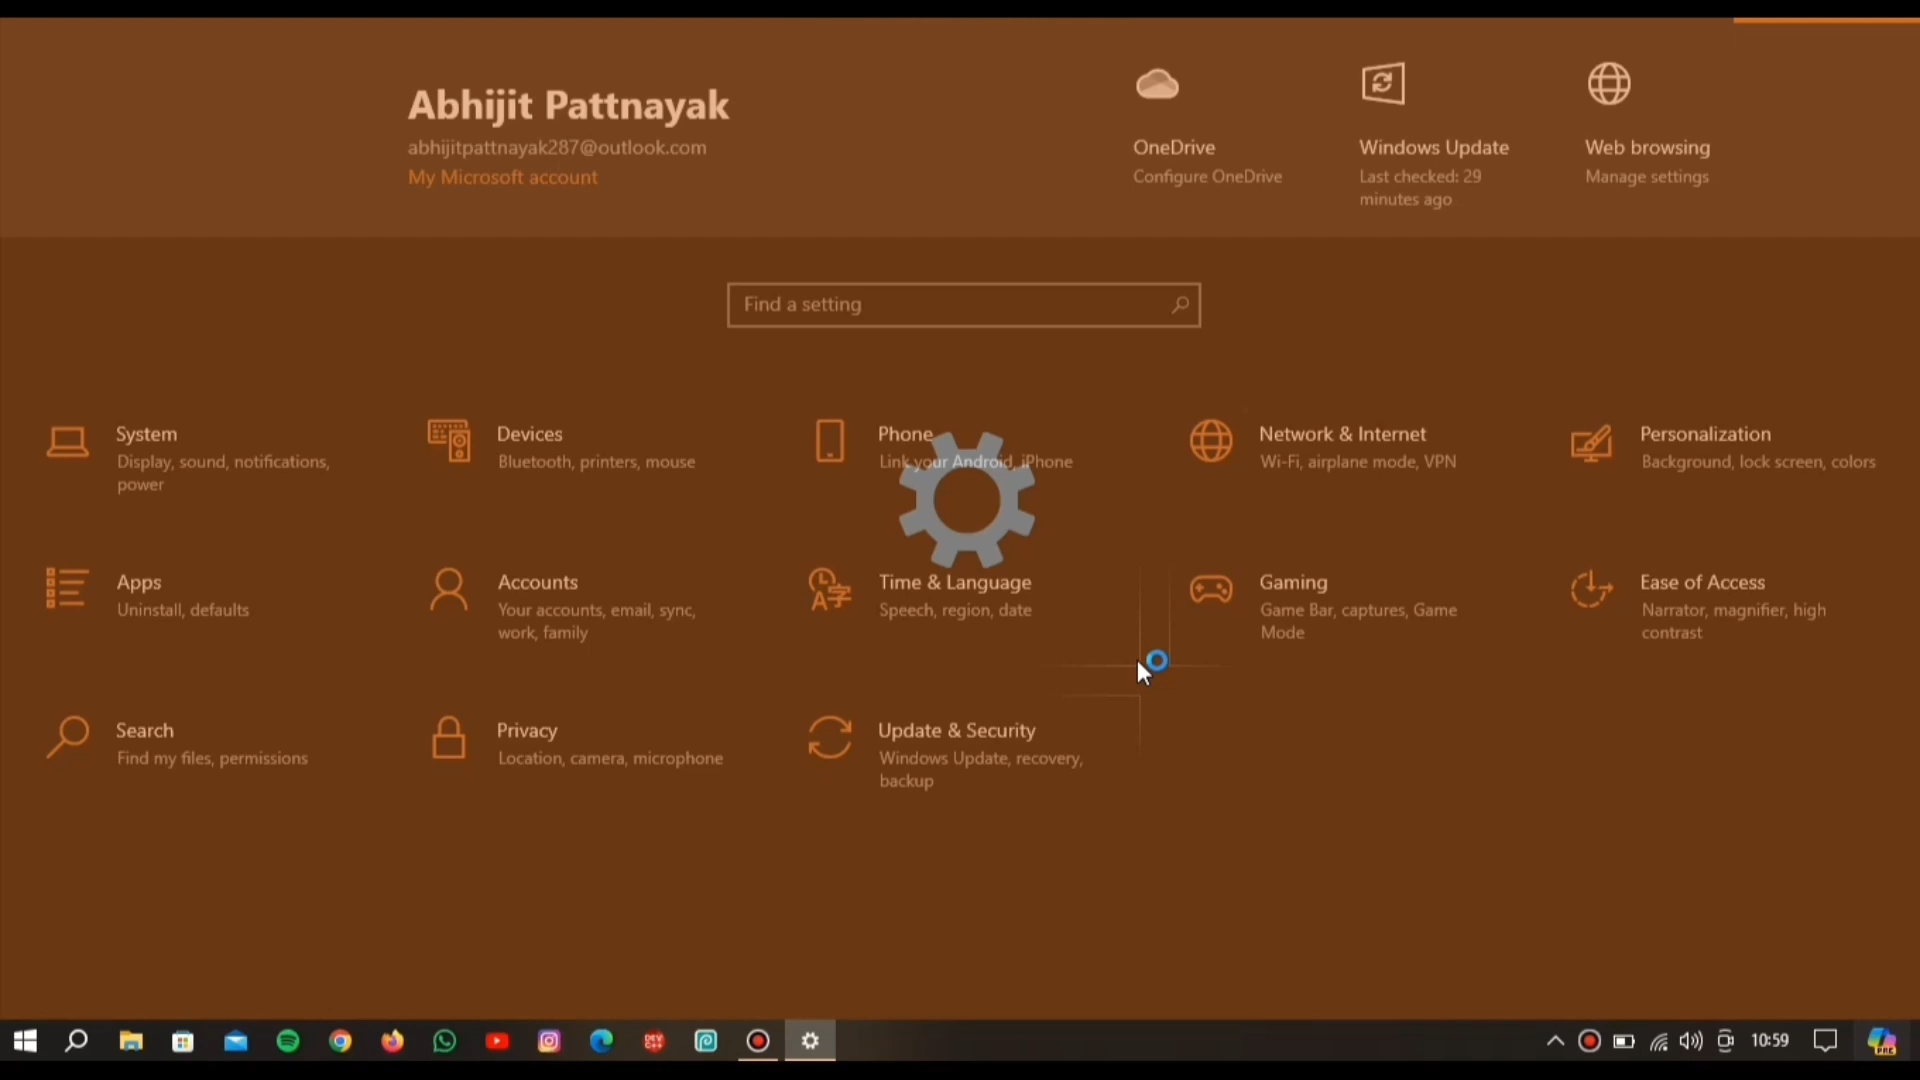 Abhijit Pattnayak
abhijitpattnayak287@outlook.com
My Microsoft account
OneDrive
Configure OneDrive
Windows Update
Last checked: 29
minutes ago
Web browsing
Manage settings
Find a setting
System
Display, sound, notifications,
power
Devices
Bluetooth, printers, mouse
Phone
Link your Android, iPhone
Network & Internet
Wi-Fi, airplane mode, VPN
Personalization
Background, lock screen, colors
Apps
Uninstall, defaults
Accounts
Your accounts, email, sync,
work, family
Time & Language
Speech, region, date
Gaming
Game Bar, captures, Game
Mode
Ease of Access
Narrator, magnifier, high
contrast
Search
Find my files, permissions
Privacy
Location, camera, microphone
Update & Security
Windows Update, recovery,
backup
DEV
C++
10:59
PRE